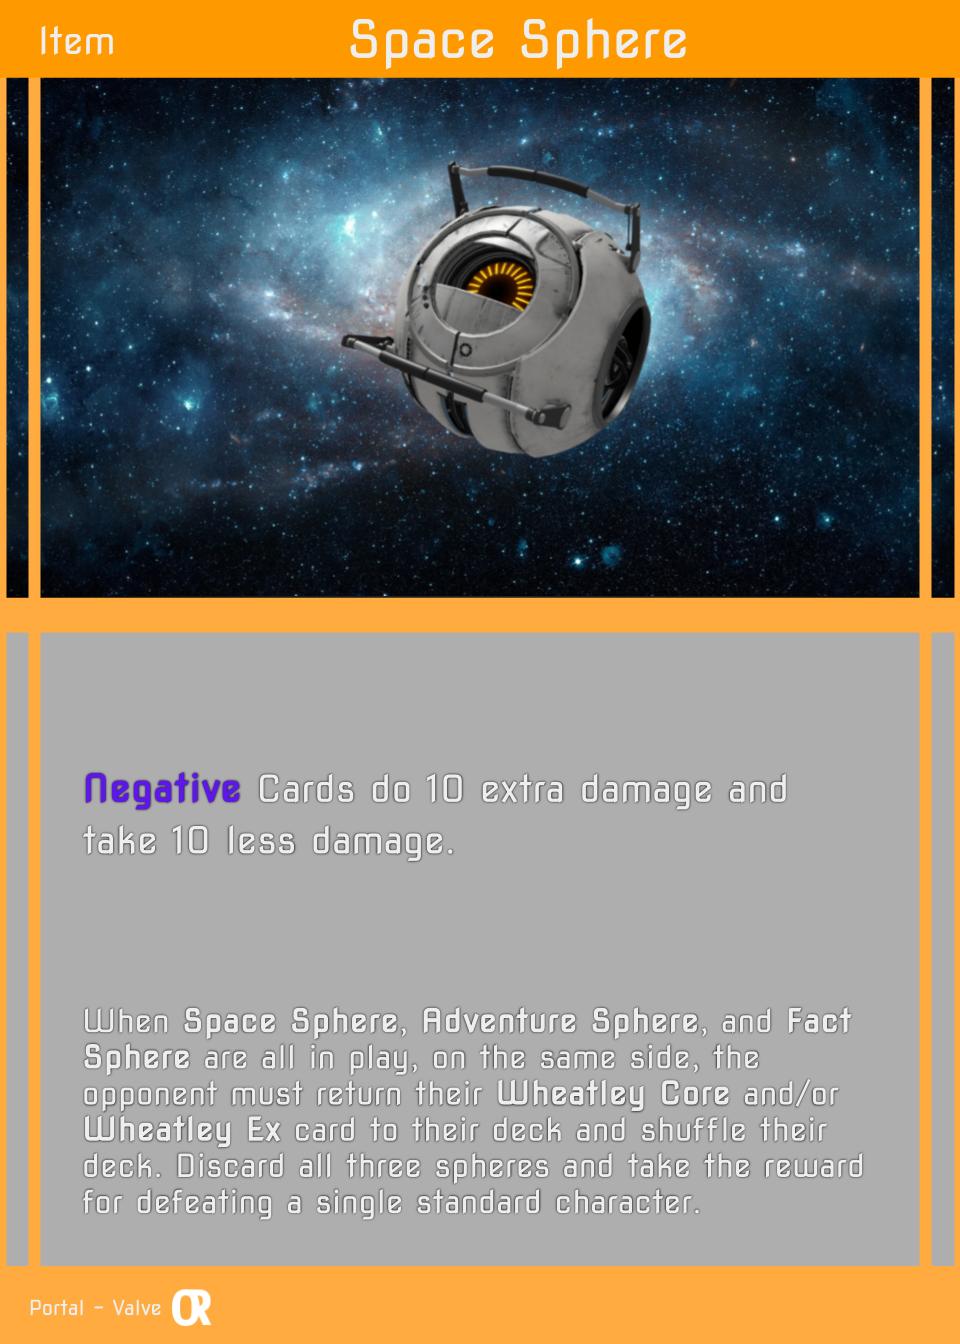 Item
Space Sphere
Negative Cards do 10 extra damage and
take 10 less damage.
When Space Sphere, Adventure Sphere, and Fact
Sphere are all in play, on the same side, the
opponent must return their Wheatley Core and/or
Wheatley Ex card to their deck and shuffle their
deck. Discard all three spheres and take the reward
for defeating a single standard character.
Portal - Valve OR